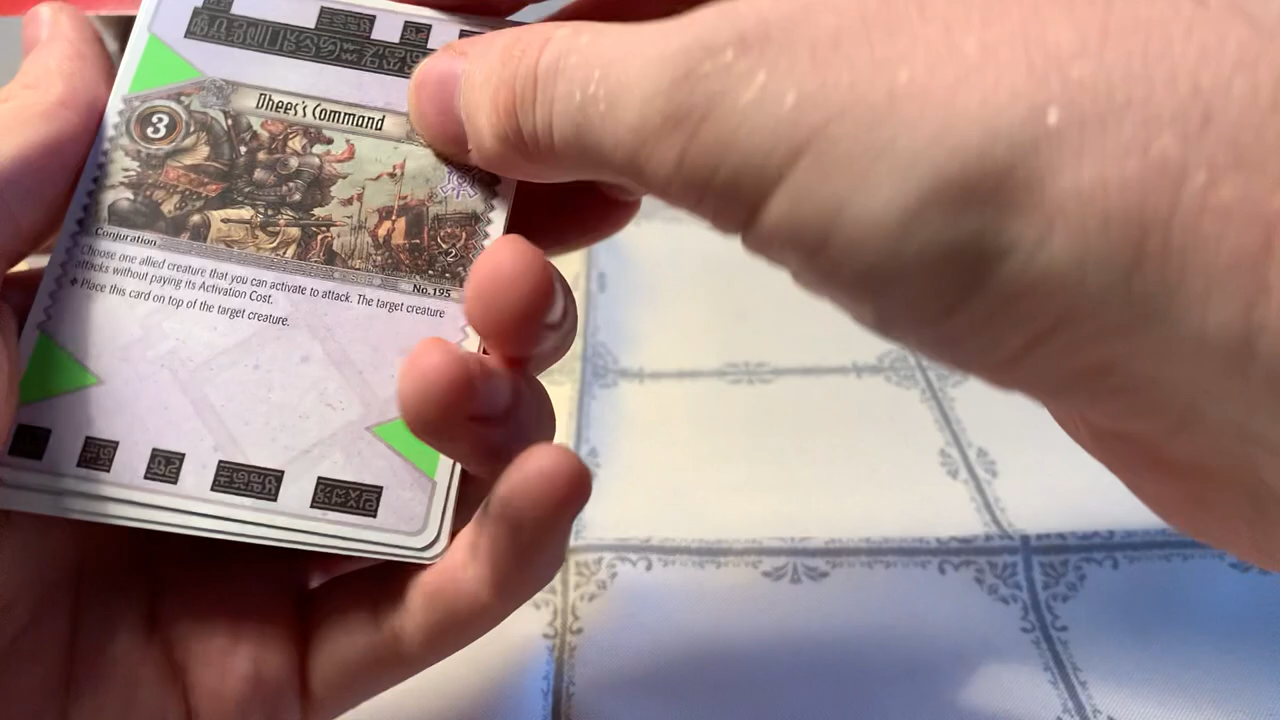 Dhees's Command
3
2
Conjuration
No.195
Choose one allied creature that you can activate to attack. The target creature
attacks without paying its Activation Cost.
❖ Place this card on top of the target creature.